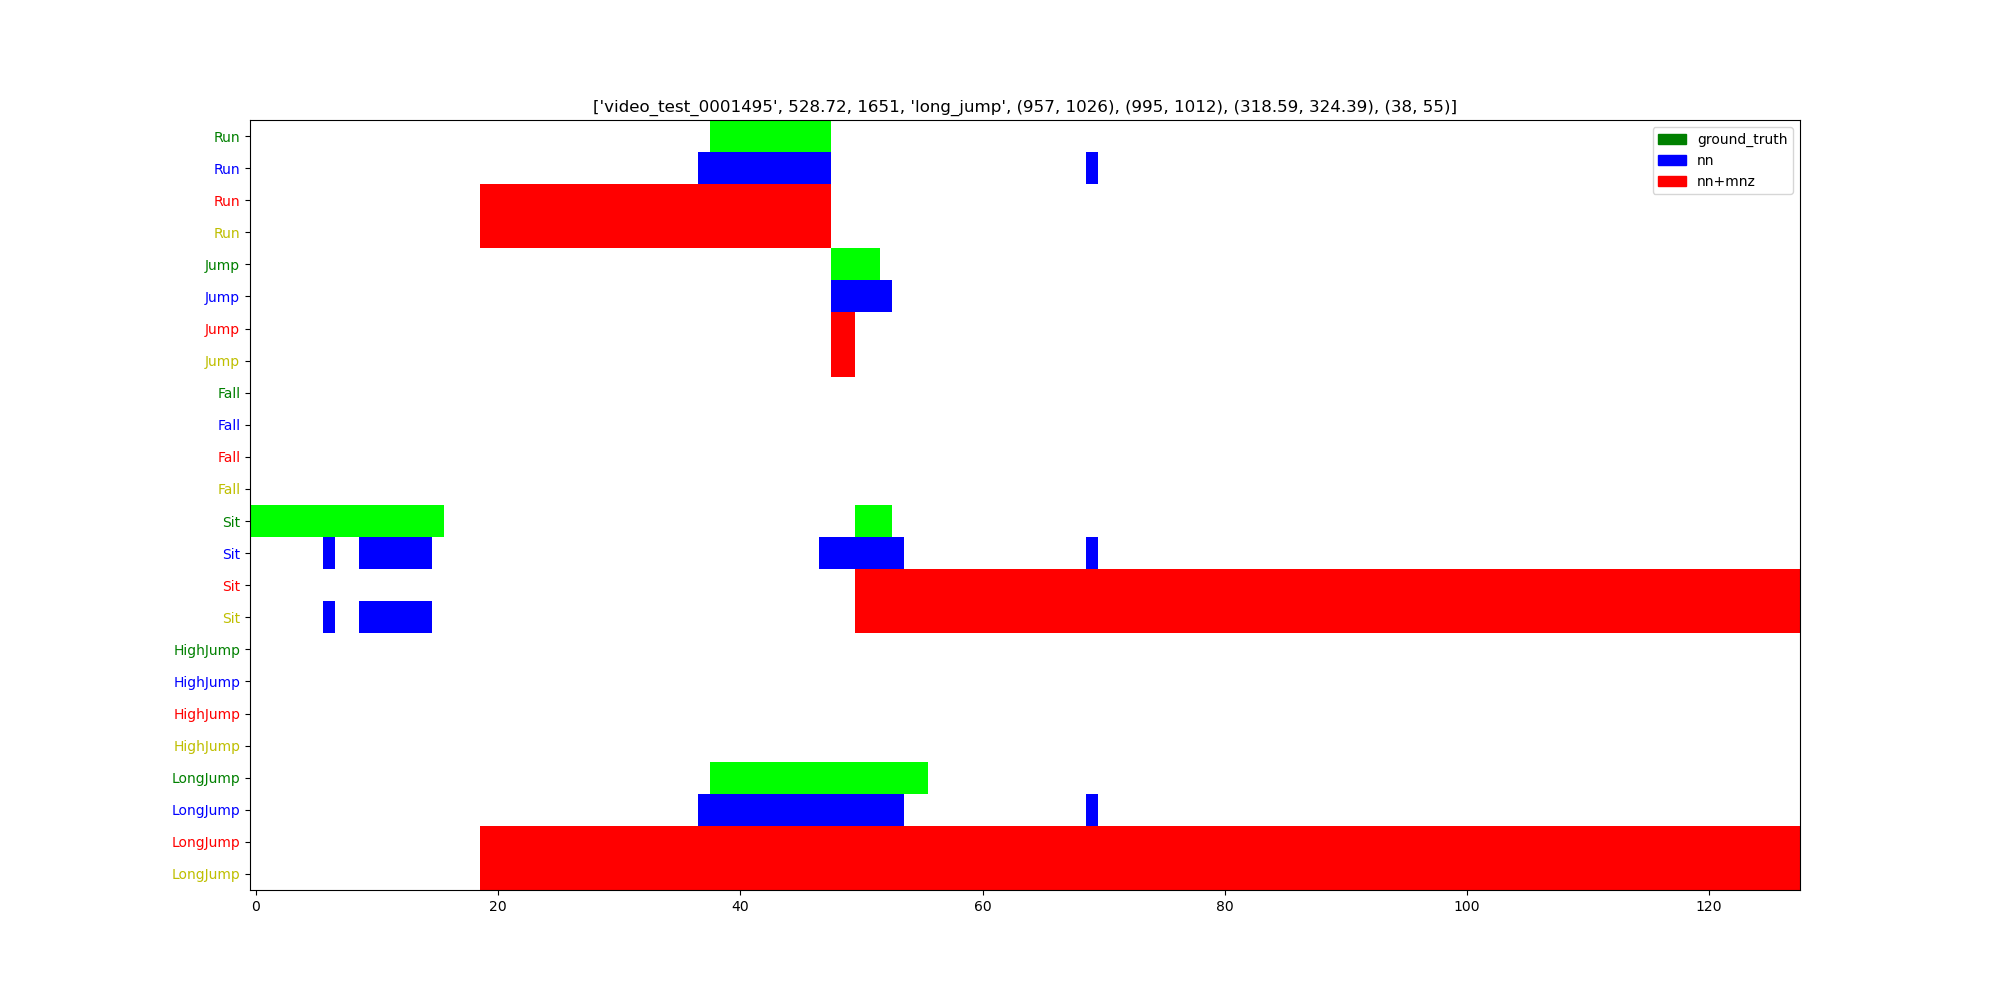 ['video_test_0001495', 528.72, 1651, 'long_jump', (957, 1026), (995, 1012), (318.59, 324.39), (38, 55)]
ground_truth
nn
nn+mnz
Run
Run
Run
Run
Jump
Jump
Jump
Jump
Fall
Fall
Fall
Fall
Sit
Sit
Sit
Sit
HighJump
HighJump
HighJump
HighJump
LongJump
LongJump
LongJump
LongJump
0 20 40 60 80 100 120